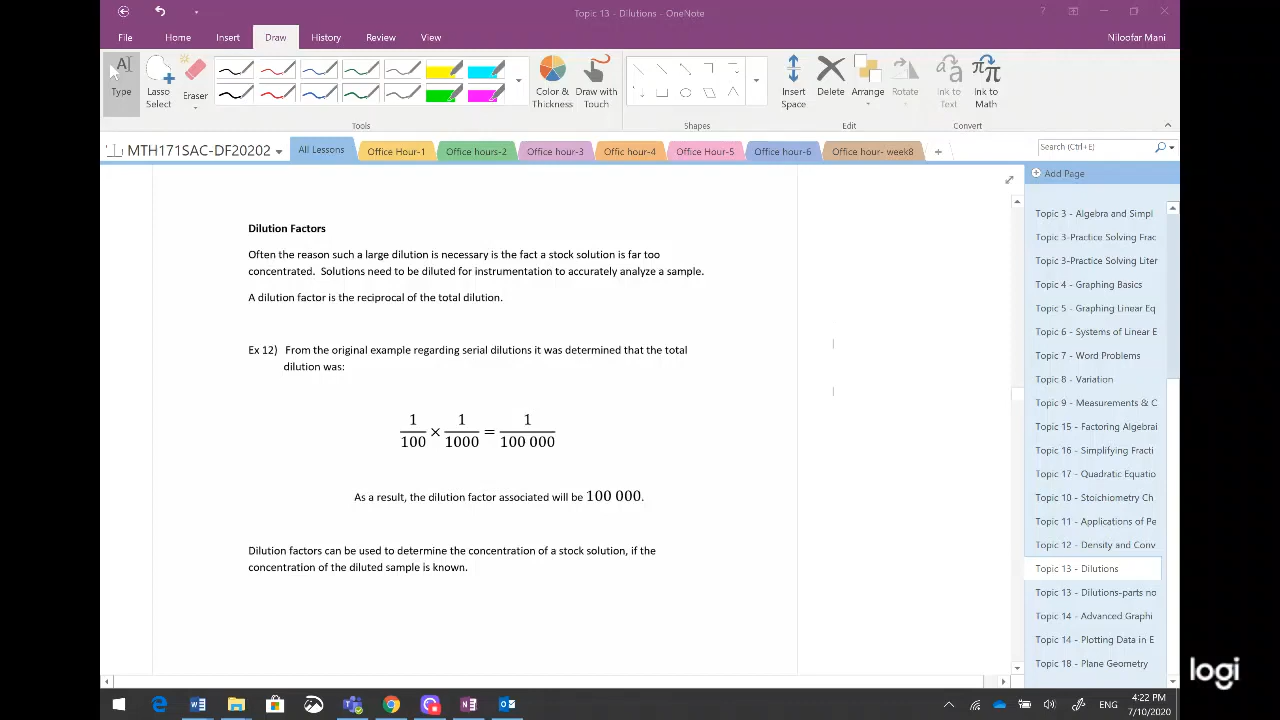 Topic 13 - Dilutions - OneNote
File Home Insert Draw History Review View Niloofar Mani
Type
Lasso Select
Eraser
Color & Thickness
Draw with Touch
Insert Space
Delete
Arrange
Rotate
Ink to Text
Ink to Math
Tools Shapes Edit Convert
MTH171SAC-DF20202 All Lessons Office Hour-1 Office hours-2 Office hour-3 Offic hour-4 Office Hour-5 Office hour-6 Office hour- week8
Search (Ctrl+E)
Add Page
Dilution Factors
Often the reason such a large dilution is necessary is the fact a stock solution is far too
concentrated. Solutions need to be diluted for instrumentation to accurately analyze a sample.
A dilution factor is the reciprocal of the total dilution.
Ex 12) From the original example regarding serial dilutions it was determined that the total
dilution was:
1/100 × 1/1000 = 1/100 000
As a result, the dilution factor associated will be 100 000.
Dilution factors can be used to determine the concentration of a stock solution, if the
concentration of the diluted sample is known.
Topic 3 - Algebra and Simpl
Topic 3-Practice Solving Frac
Topic 3-Practice Solving Liter
Topic 4 - Graphing Basics
Topic 5 - Graphing Linear Eq
Topic 6 - Systems of Linear E
Topic 7 - Word Problems
Topic 8 - Variation
Topic 9 - Measurements & C
Topic 15 - Factoring Algebrai
Topic 16 - Simplifying Fracti
Topic 17 - Quadratic Equatio
Topic 10 - Stoichiometry Ch
Topic 11 - Applications of Pe
Topic 12 - Density and Conv
Topic 13 - Dilutions
Topic 13 - Dilutions-parts no
Topic 14 - Advanced Graphi
Topic 14 - Plotting Data in E
Topic 18 - Plane Geometry
logi
ENG
4:22 PM
7/10/2020